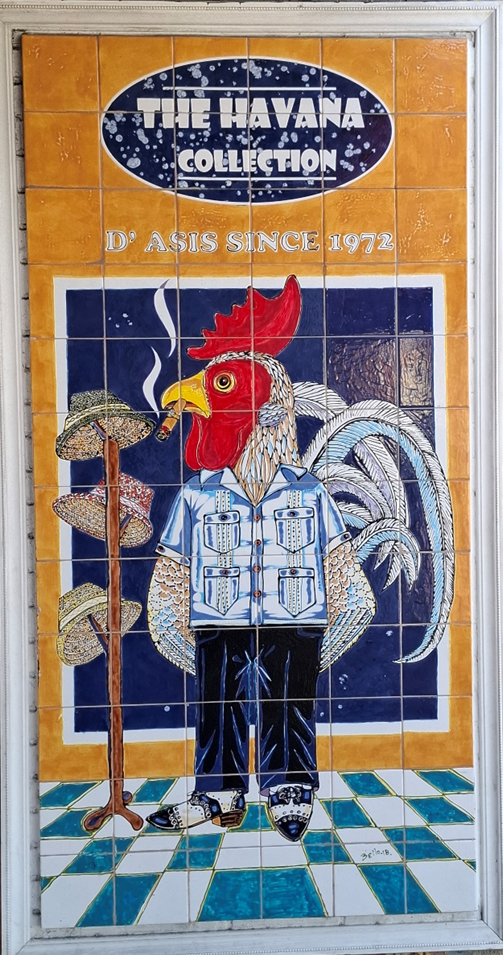 THE HAVANA
COLLECTION
D' ASIS SINCE 1972